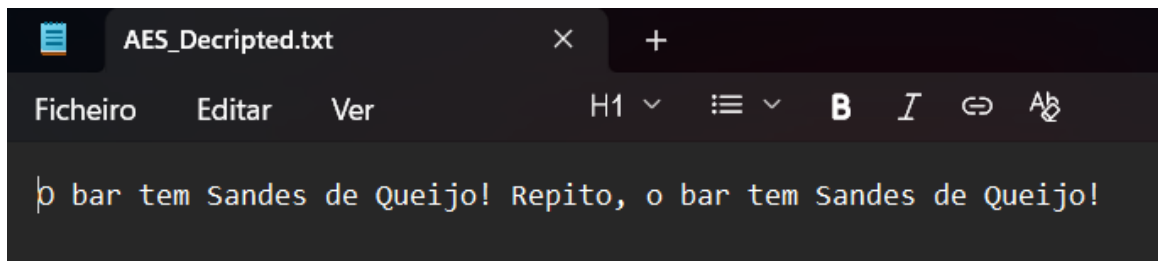 AES_Decripted.txt
Ficheiro Editar Ver H1 B I
O bar tem Sandes de Queijo! Repito, o bar tem Sandes de Queijo!